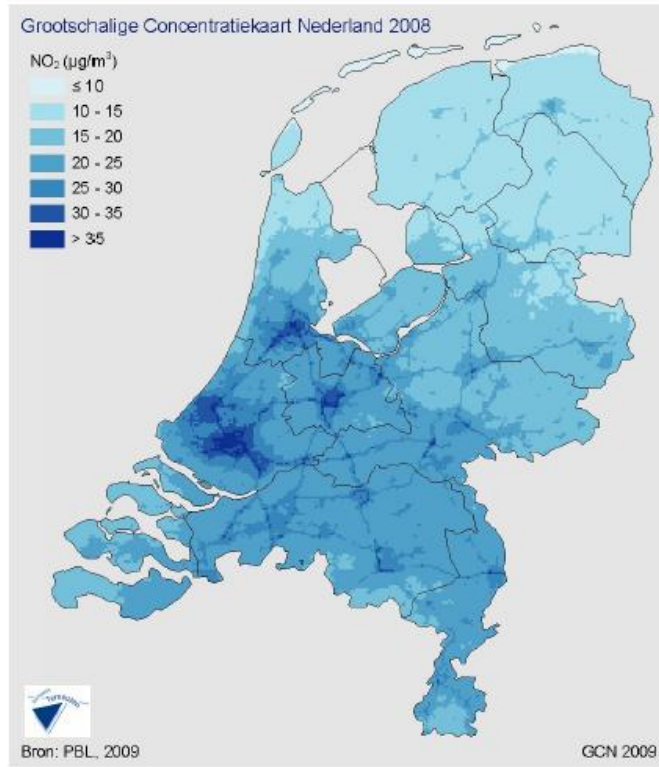 Grootschalige Concentratiekaart Nederland 2008
NO₂ (µg/m³)
≤ 10
10 - 15
15 - 20
20 - 25
25 - 30
30 - 35
> 35
Bron: PBL, 2009
GCN 2009